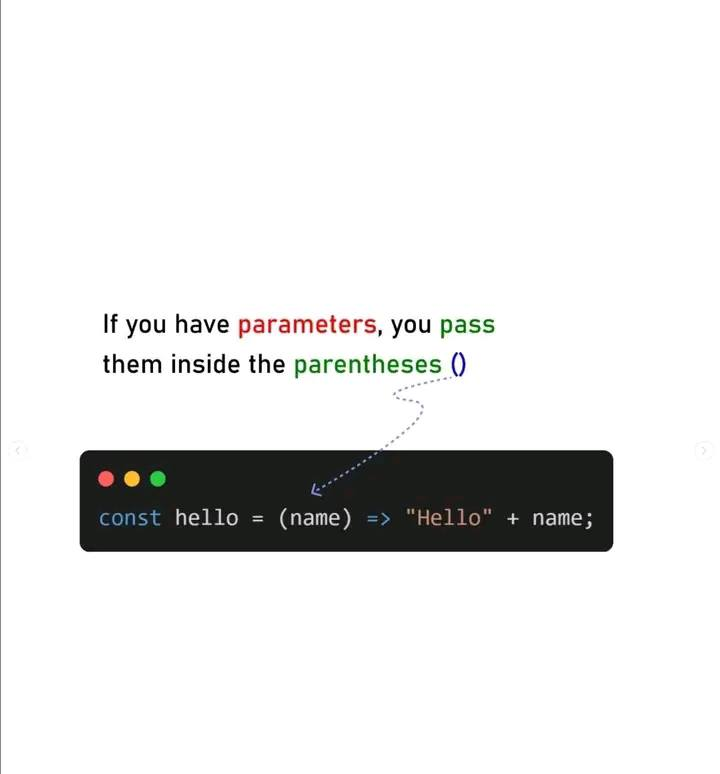 If you have parameters, you pass
them inside the parentheses ()
const hello = (name) => "Hello" + name;